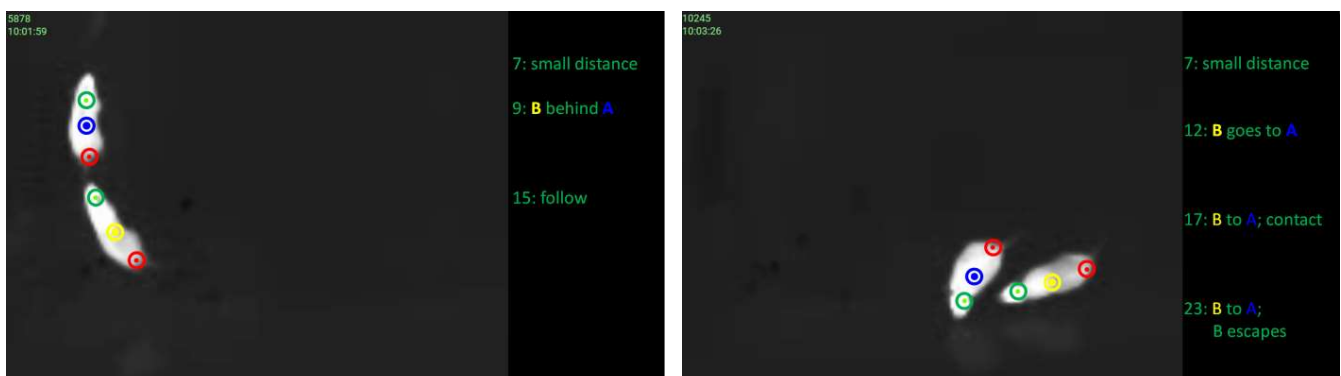 5878
10:01:59
7: small distance
9: B behind A
15: follow
10245
10:03:26
7: small distance
12: B goes to A
17: B to A; contact
23: B to A;
B escapes